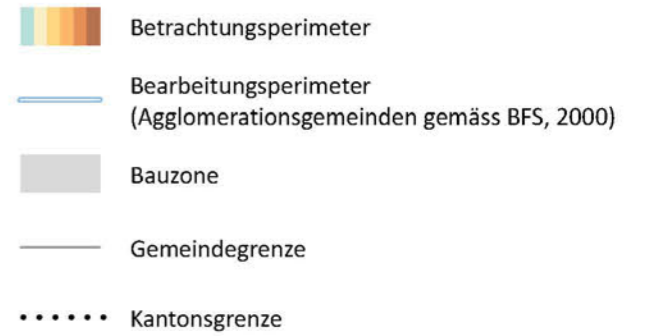 Betrachtungsperimeter
Bearbeitungsperimeter
(Agglomerationsgemeinden gemäss BFS, 2000)
Bauzone
Gemeindegrenze
Kantonsgrenze